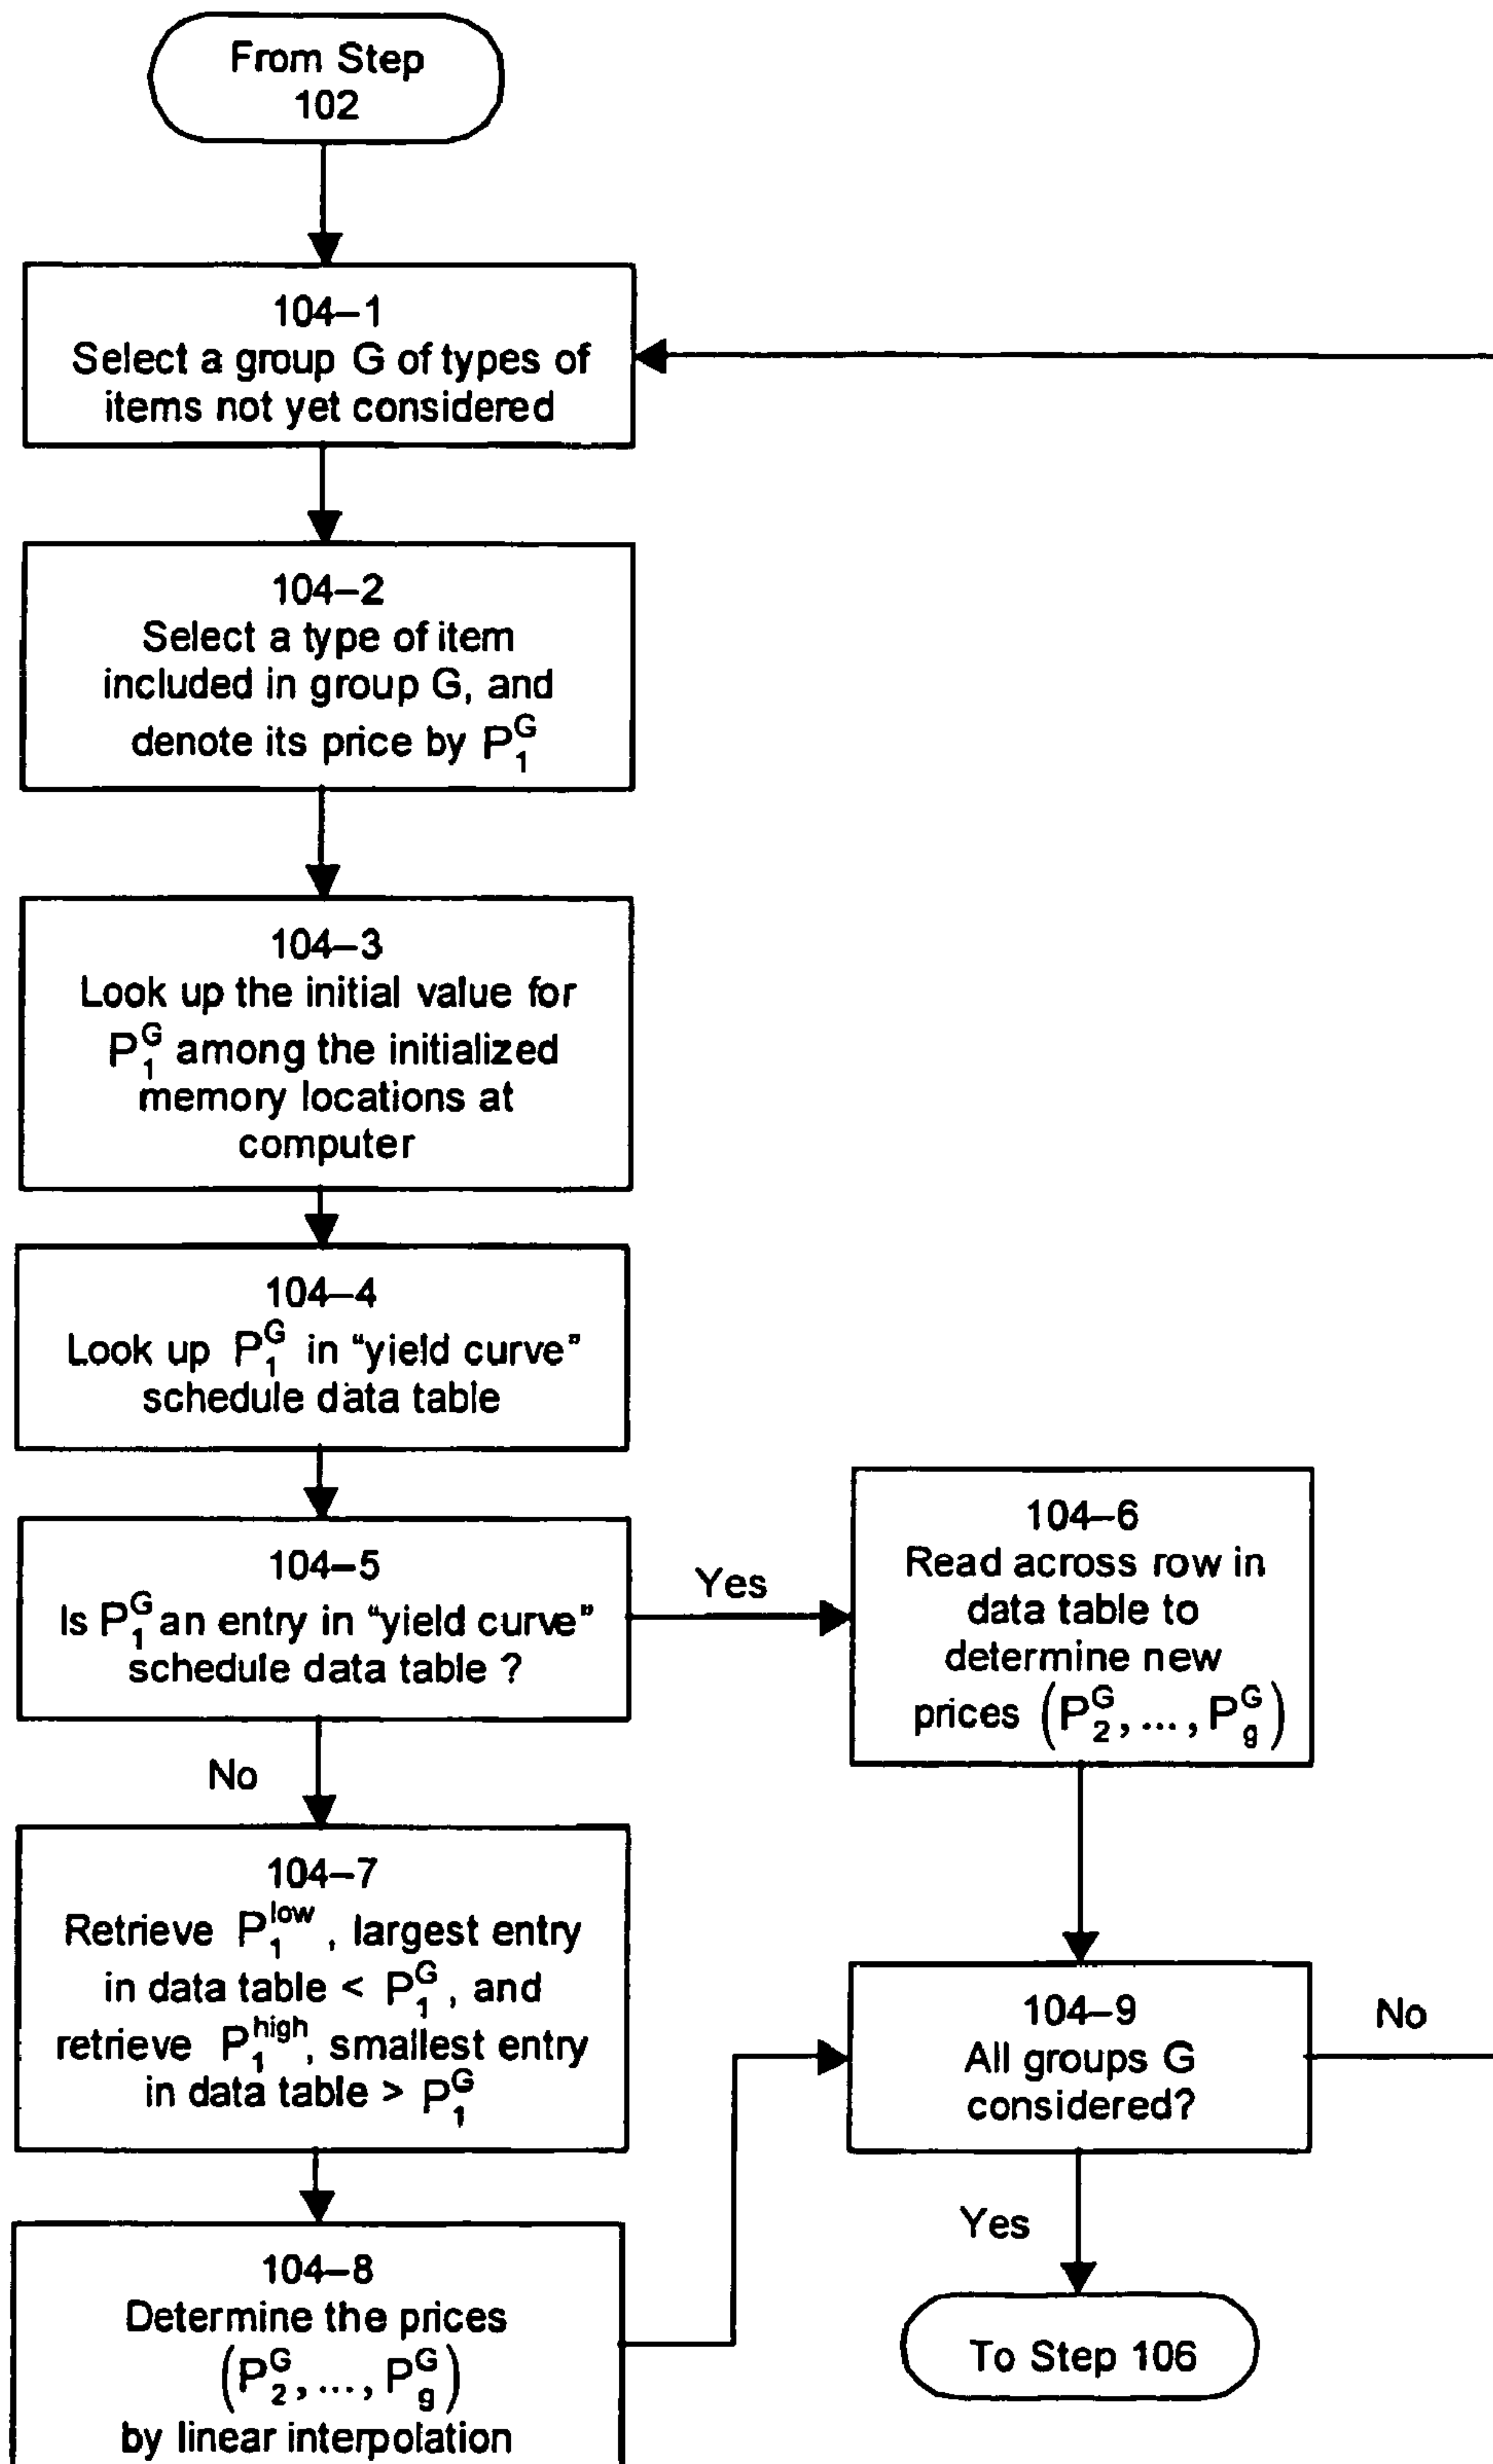 From Step
102
104–1
Select a group G of types of
items not yet considered
104–2
Select a type of item
included in group G, and
denote its price by P₁ᴳ
104–3
Look up the initial value for
P₁ᴳ among the initialized
memory locations at
computer
104–4
Look up P₁ᴳ in “yield curve”
schedule data table
104–5
Is P₁ᴳ an entry in “yield curve”
schedule data table ?
Yes
No
104–6
Read across row in
data table to
determine new
prices (P₂ᴳ, ..., P_gᴳ)
104–7
Retrieve P₁^low, largest entry
in data table < P₁ᴳ, and
retrieve P₁^high, smallest entry
in data table > P₁ᴳ
104–8
Determine the prices
(P₂ᴳ, ..., P_gᴳ)
by linear interpolation
104–9
All groups G
considered?
No
Yes
To Step 106